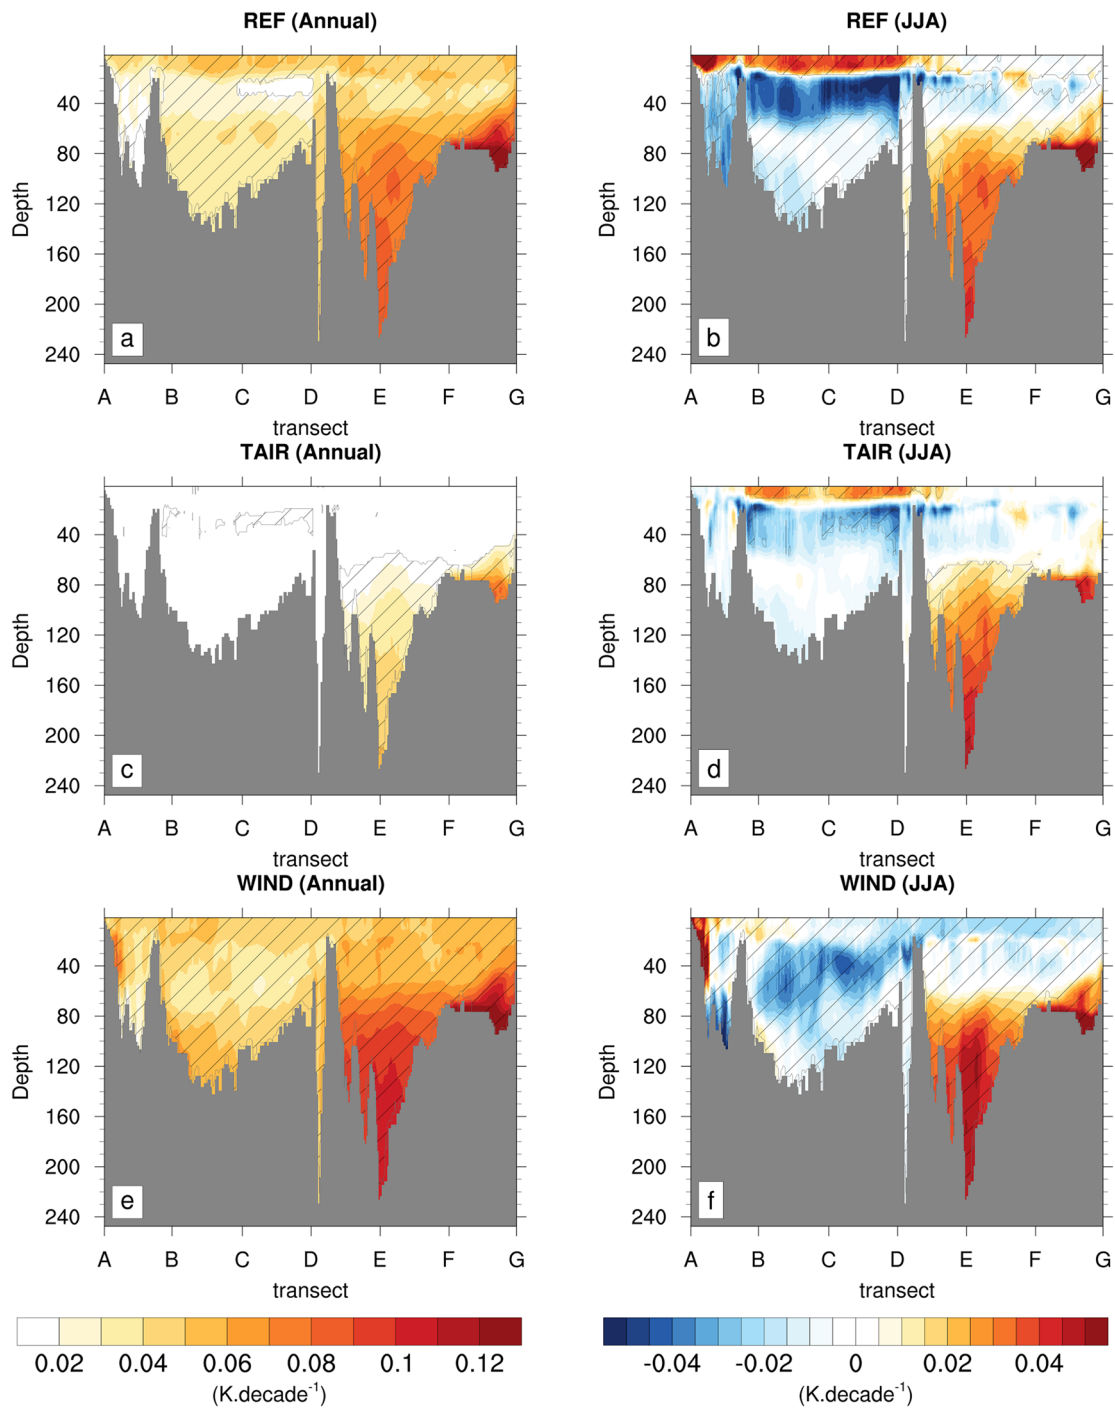 REF (Annual)
Depth
40
80
120
160
200
240
a
A B C D E F G
transect
REF (JJA)
Depth
40
80
120
160
200
240
b
A B C D E F G
transect
TAIR (Annual)
Depth
40
80
120
160
200
240
c
A B C D E F G
transect
TAIR (JJA)
Depth
40
80
120
160
200
240
d
A B C D E F G
transect
WIND (Annual)
Depth
40
80
120
160
200
240
e
A B C D E F G
transect
WIND (JJA)
Depth
40
80
120
160
200
240
f
A B C D E F G
transect
0.02 0.04 0.06 0.08 0.1 0.12
(K.decade⁻¹)
-0.04 -0.02 0 0.02 0.04
(K.decade⁻¹)